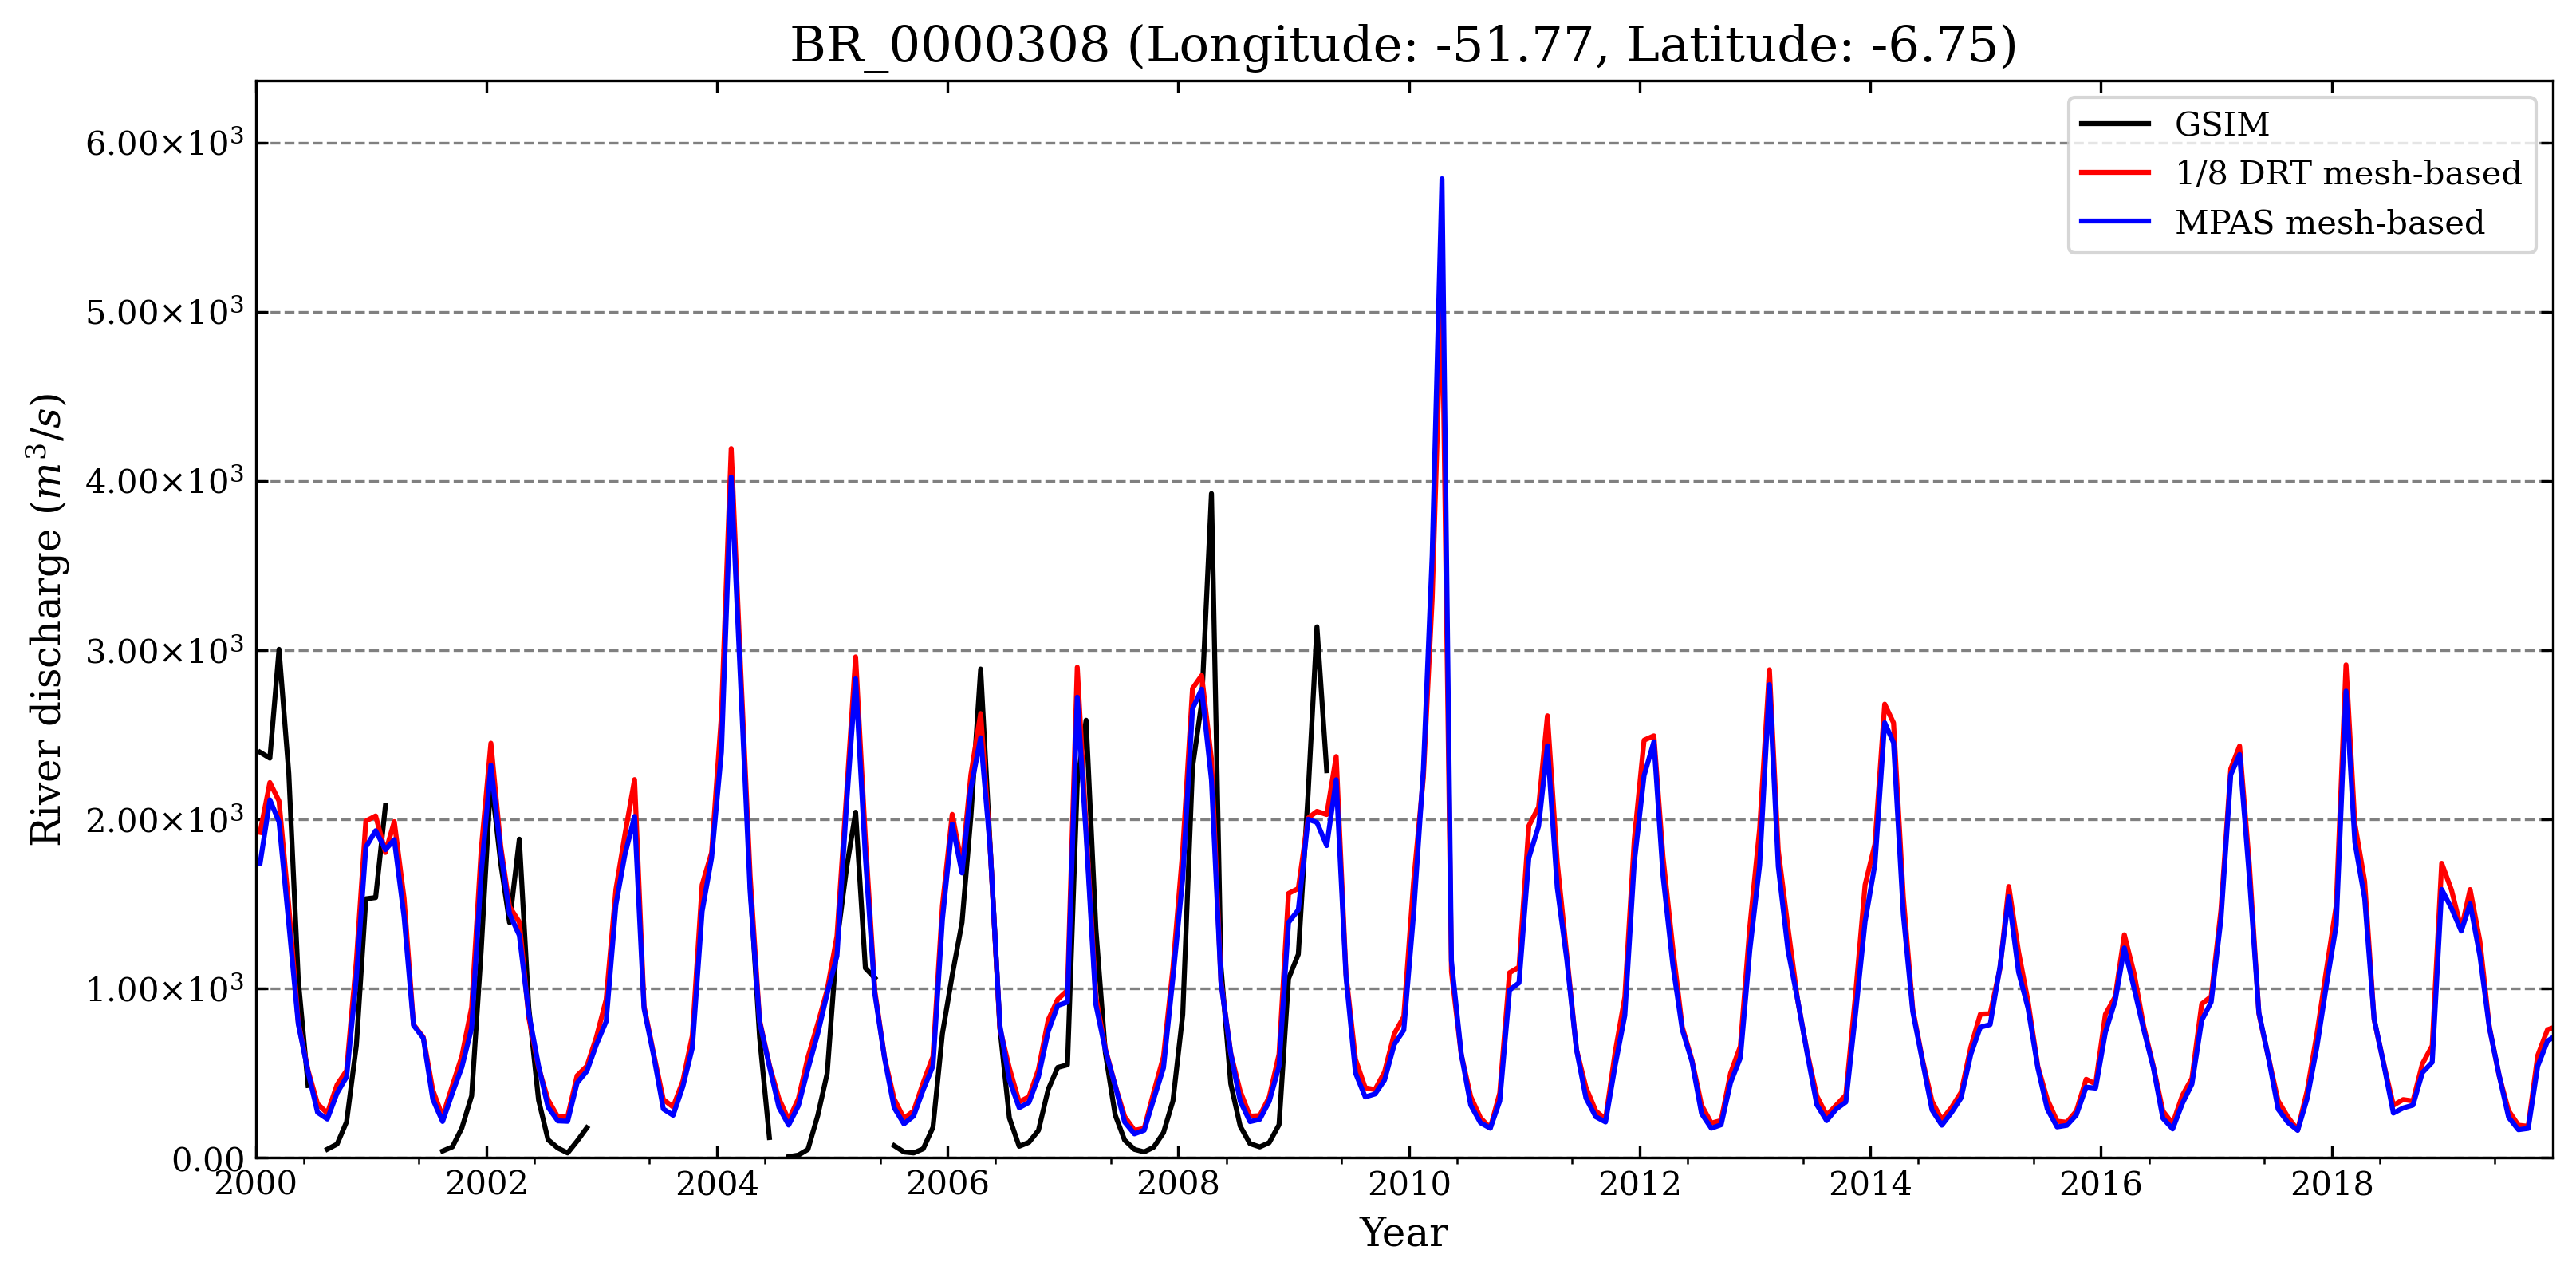 BR_0000308 (Longitude: -51.77, Latitude: -6.75)
GSIM
1/8 DRT mesh-based
MPAS mesh-based
6.00×10³
5.00×10³
4.00×10³
3.00×10³
2.00×10³
1.00×10³
0.00
River discharge (m³/s)
2000 2002 2004 2006 2008 2010 2012 2014 2016 2018
Year